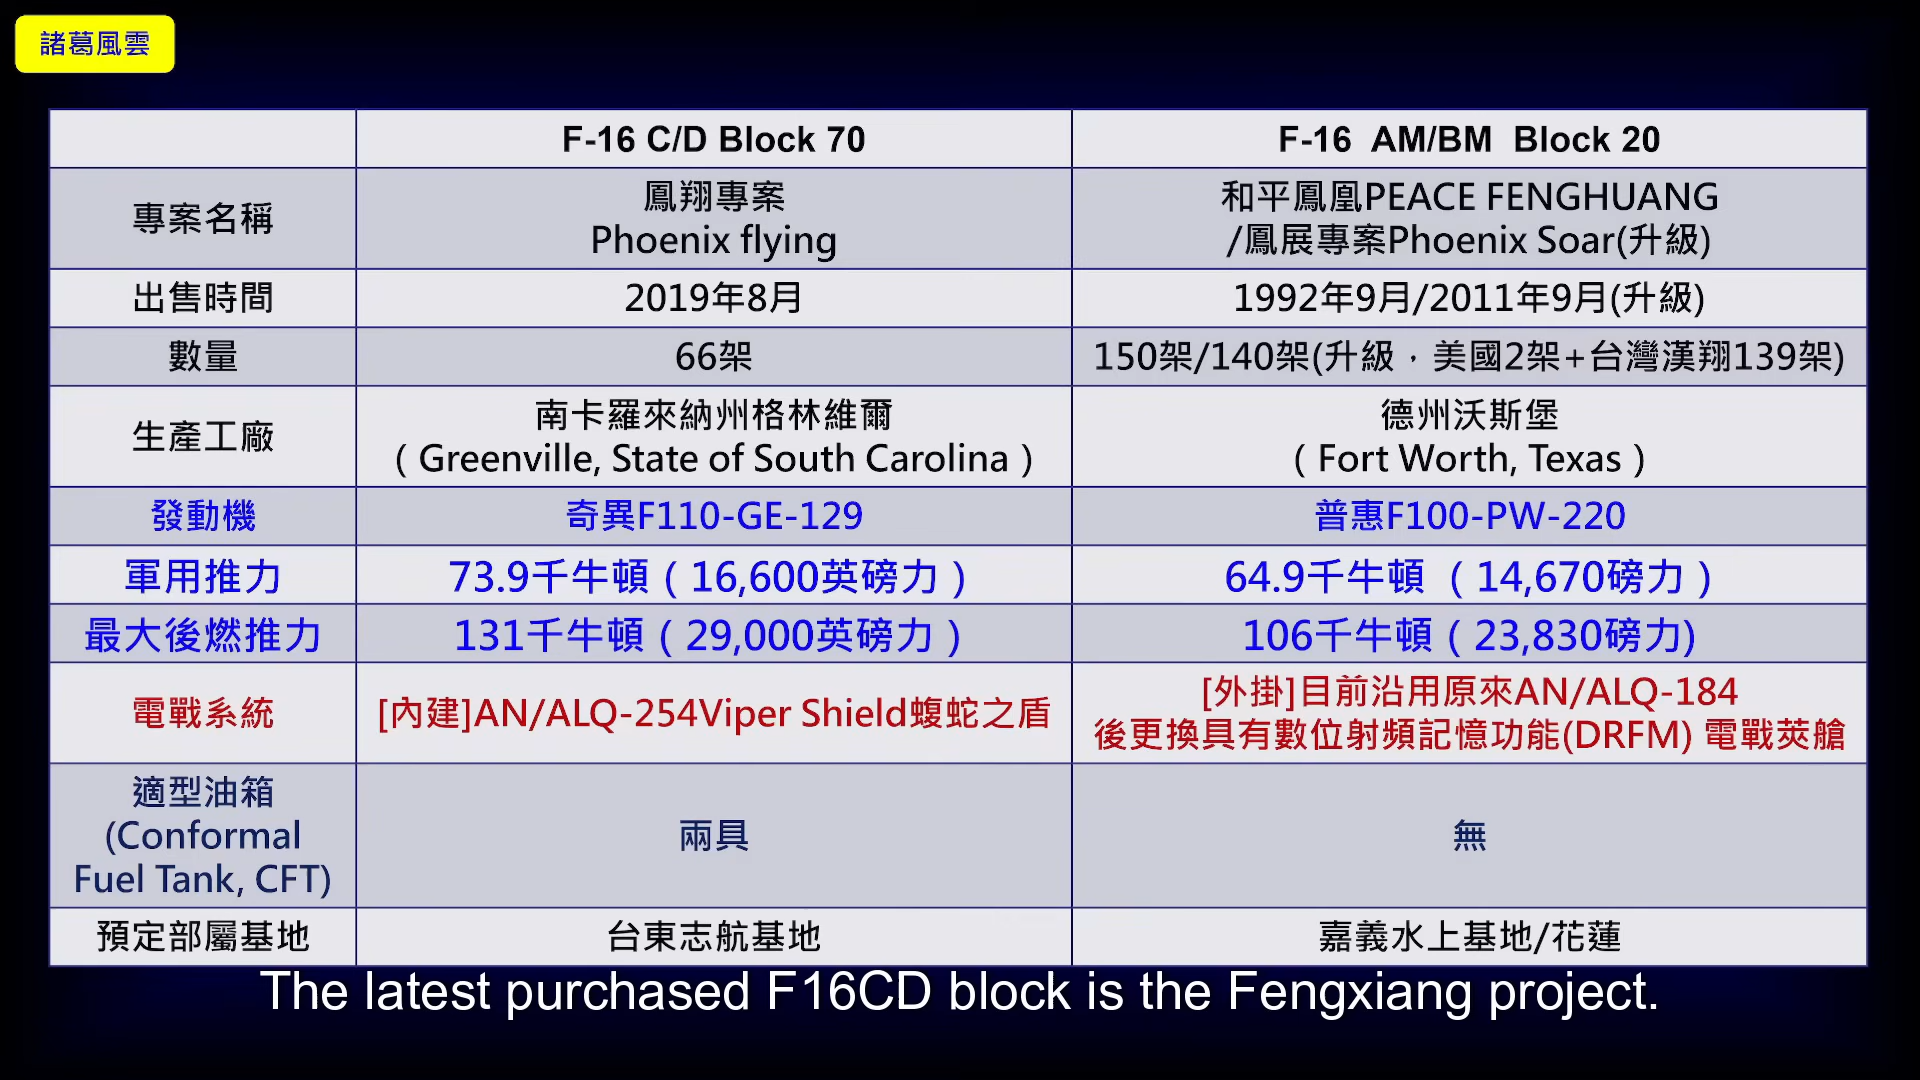 諸葛風雲
F-16 C/D Block 70
F-16 AM/BM Block 20
專案名稱
鳳翔專案
Phoenix flying
和平鳳凰PEACE FENGHUANG
/鳳展專案Phoenix Soar(升級)
出售時間
2019年8月
1992年9月/2011年9月(升級)
數量
66架
150架/140架(升級，美國2架+台灣漢翔139架)
生產工廠
南卡羅來納州格林維爾
（Greenville, State of South Carolina）
德州沃斯堡
（Fort Worth, Texas）
發動機
奇異F110-GE-129
普惠F100-PW-220
軍用推力
73.9千牛頓（16,600英磅力）
64.9千牛頓 （14,670磅力）
最大後燃推力
131千牛頓（29,000英磅力）
106千牛頓（23,830磅力)
電戰系統
[內建]AN/ALQ-254Viper Shield蝮蛇之盾
[外掛]目前沿用原來AN/ALQ-184
後更換具有數位射頻記憶功能(DRFM) 電戰莢艙
適型油箱
(Conformal
Fuel Tank, CFT)
兩具
無
預定部屬基地
台東志航基地
嘉義水上基地/花蓮
The latest purchased F16CD block is the Fengxiang project.